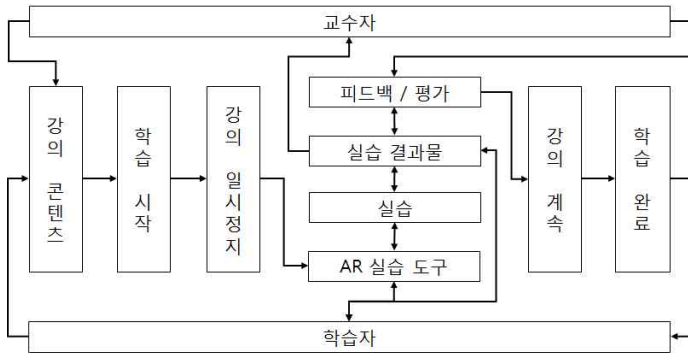 교수자
강의 콘텐츠
학습 시작
강의 일시정지
피드백 / 평가
실습 결과물
실습
AR 실습 도구
강의 계속
학습 완료
학습자